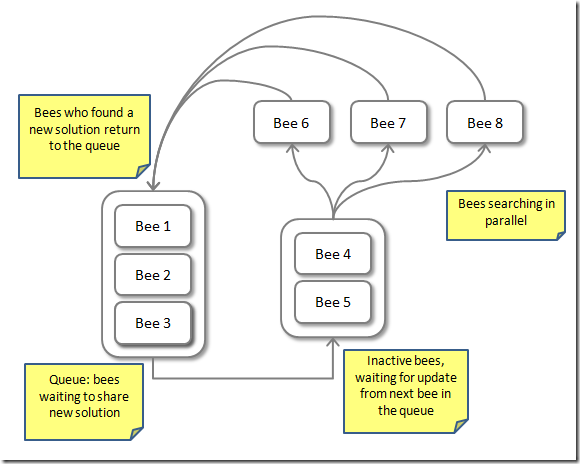 Bees who found a
new solution return
to the queue
Bee 6
Bee 7
Bee 8
Bees searching in
parallel
Bee 1
Bee 2
Bee 3
Bee 4
Bee 5
Queue: bees
waiting to share
new solution
Inactive bees,
waiting for update
from next bee in
the queue